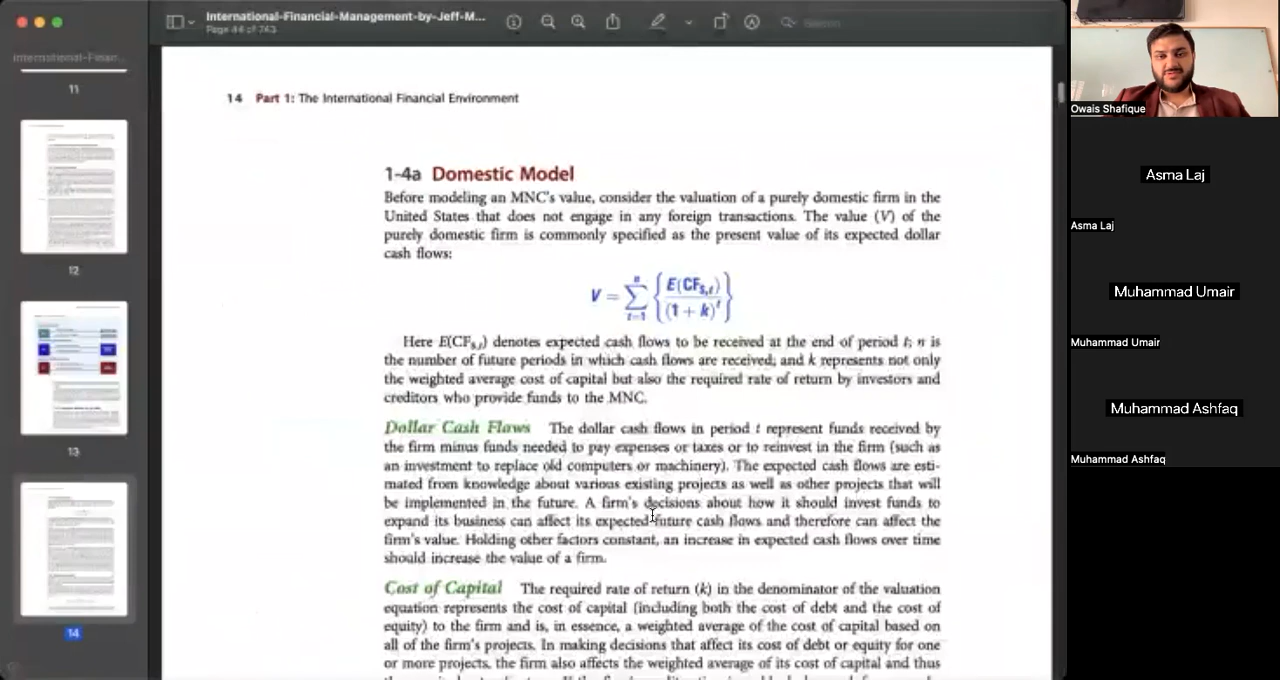 International-Financial-Management-by-Jeff-M...
Page 44 of 763
Search
International-Finan...
11
12
13
14
14 Part 1: The International Financial Environment
1-4a Domestic Model
Before modeling an MNC's value, consider the valuation of a purely domestic firm in the
United States that does not engage in any foreign transactions. The value (V) of the
purely domestic firm is commonly specified as the present value of its expected dollar
cash flows:
V = ∑ t=1 n { E(CF$,t) / (1 + k)^t }
Here E(CF$,t) denotes expected cash flows to be received at the end of period t; n is
the number of future periods in which cash flows are received; and k represents not only
the weighted average cost of capital but also the required rate of return by investors and
creditors who provide funds to the MNC.
Dollar Cash Flows The dollar cash flows in period t represent funds received by
the firm minus funds needed to pay expenses or taxes or to reinvest in the firm (such as
an investment to replace old computers or machinery). The expected cash flows are esti-
mated from knowledge about various existing projects as well as other projects that will
be implemented in the future. A firm's decisions about how it should invest funds to
expand its business can affect its expected future cash flows and therefore can affect the
firm's value. Holding other factors constant, an increase in expected cash flows over time
should increase the value of a firm.
Cost of Capital The required rate of return (k) in the denominator of the valuation
equation represents the cost of capital (including both the cost of debt and the cost of
equity) to the firm and is, in essence, a weighted average of the cost of capital based on
all of the firm's projects. In making decisions that affect its cost of debt or equity for one
or more projects, the firm also affects the weighted average of its cost of capital and thus
Owais Shafique
Asma Laj
Asma Laj
Muhammad Umair
Muhammad Umair
Muhammad Ashfaq
Muhammad Ashfaq